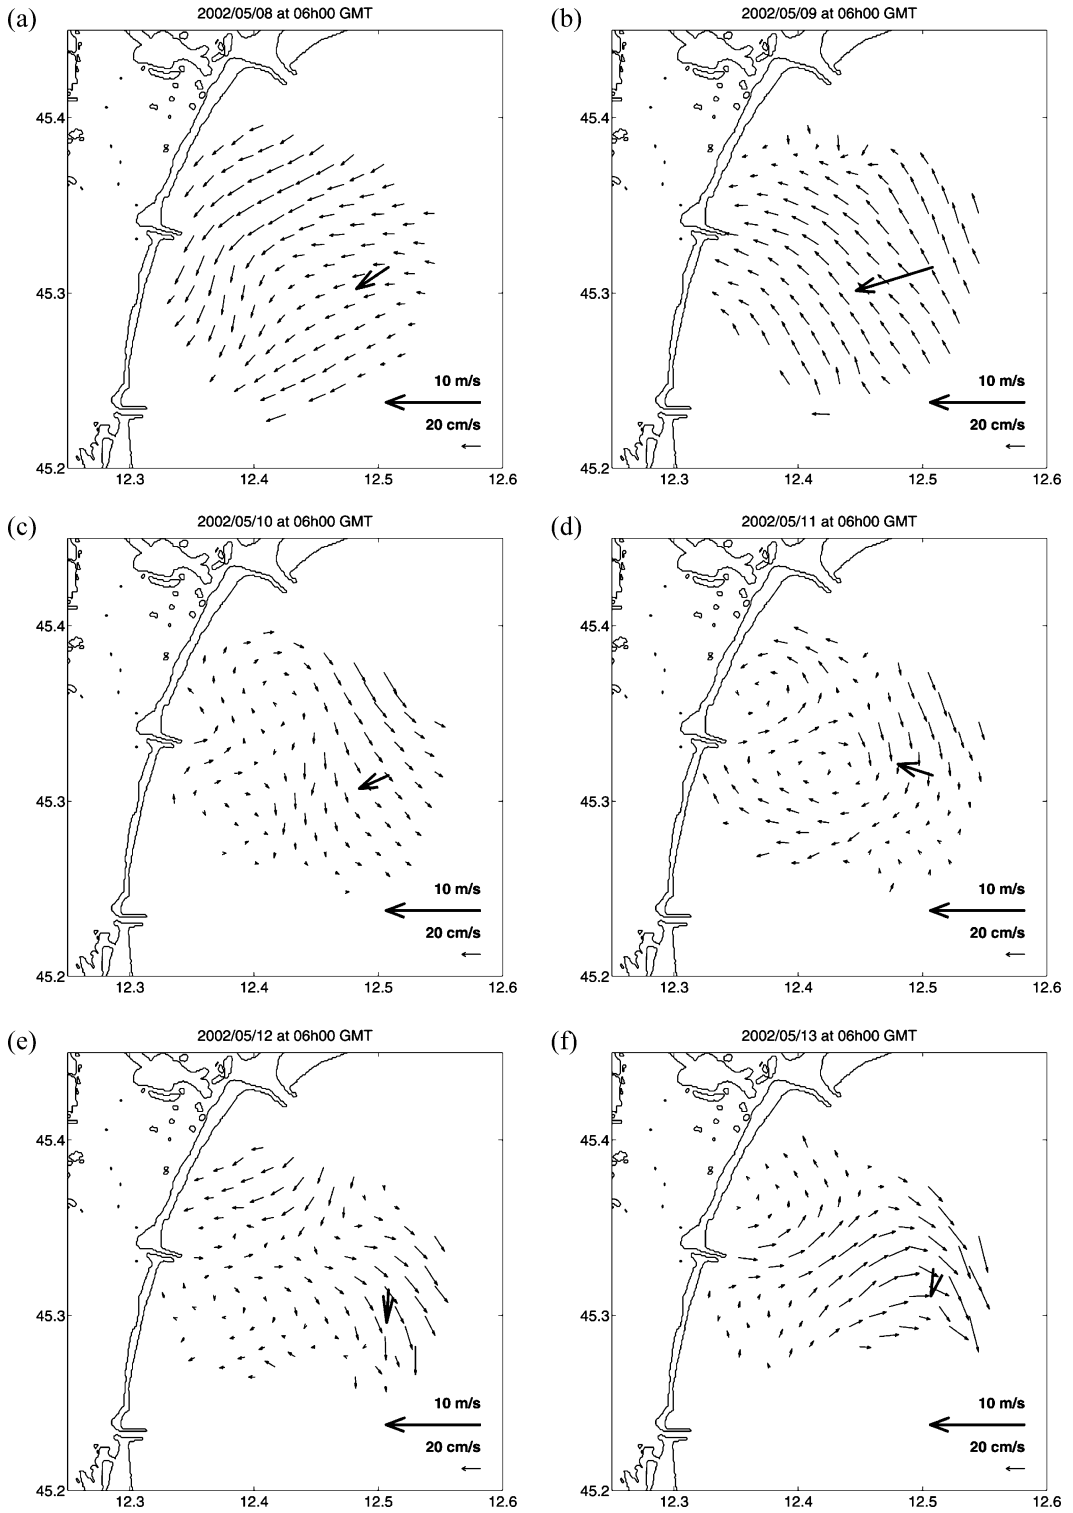 (a) 2002/05/08 at 06h00 GMT
45.4
45.3
10 m/s
20 cm/s
45.2
12.3 12.4 12.5 12.6
(b) 2002/05/09 at 06h00 GMT
45.4
45.3
10 m/s
20 cm/s
45.2
12.3 12.4 12.5 12.6
(c) 2002/05/10 at 06h00 GMT
45.4
45.3
10 m/s
20 cm/s
45.2
12.3 12.4 12.5 12.6
(d) 2002/05/11 at 06h00 GMT
45.4
45.3
10 m/s
20 cm/s
45.2
12.3 12.4 12.5 12.6
(e) 2002/05/12 at 06h00 GMT
45.4
45.3
10 m/s
20 cm/s
45.2
12.3 12.4 12.5 12.6
(f) 2002/05/13 at 06h00 GMT
45.4
45.3
10 m/s
20 cm/s
45.2
12.3 12.4 12.5 12.6